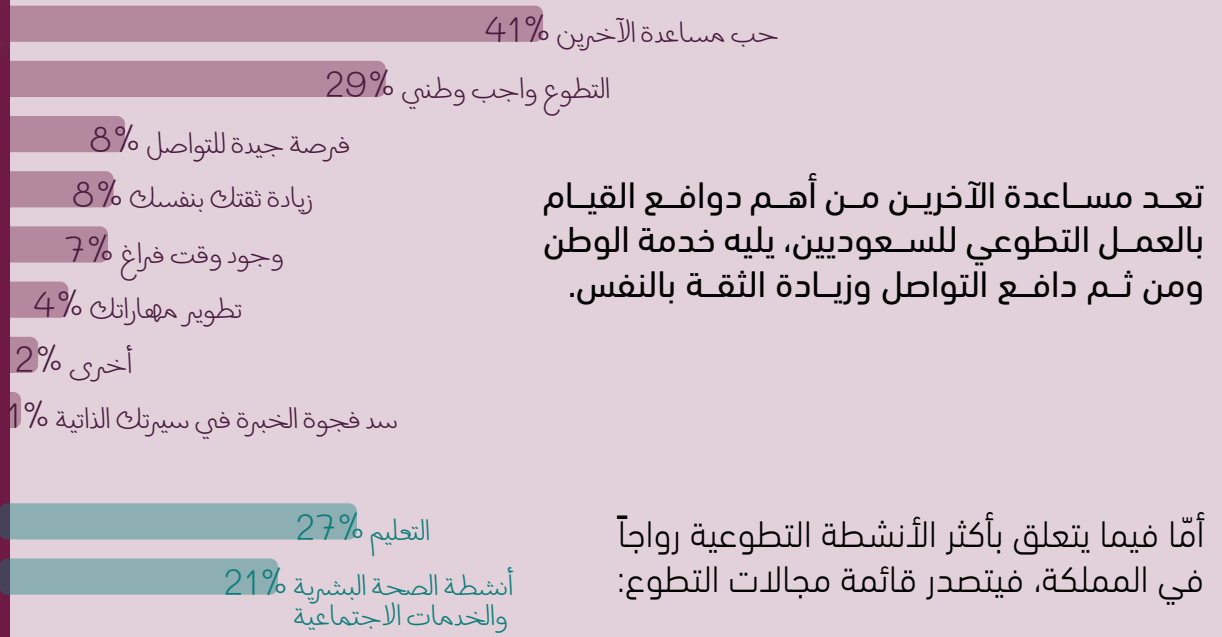 حب مساعدة الآخرين 41%
التطوع واجب وطني 29%
فرصة جيدة للتواصل 8%
زيادة ثقتك بنفسك 8%
وجود وقت فراغ 7%
تطوير مهاراتك 4%
أخرى 2%
سد فجوة الخبرة في سيرتك الذاتية 1%
تعد مساعدة الآخرين من أهم دوافع القيام
بالعمل التطوعي للسعوديين، يليه خدمة الوطن
ومن ثم دافع التواصل وزيادة الثقة بالنفس.
أمّا فيما يتعلق بأكثر الأنشطة التطوعية رواجاً
في المملكة، فيتصدر قائمة مجالات التطوع:
التعليم 27%
أنشطة الصحة البشرية 21%
والخدمات الاجتماعية